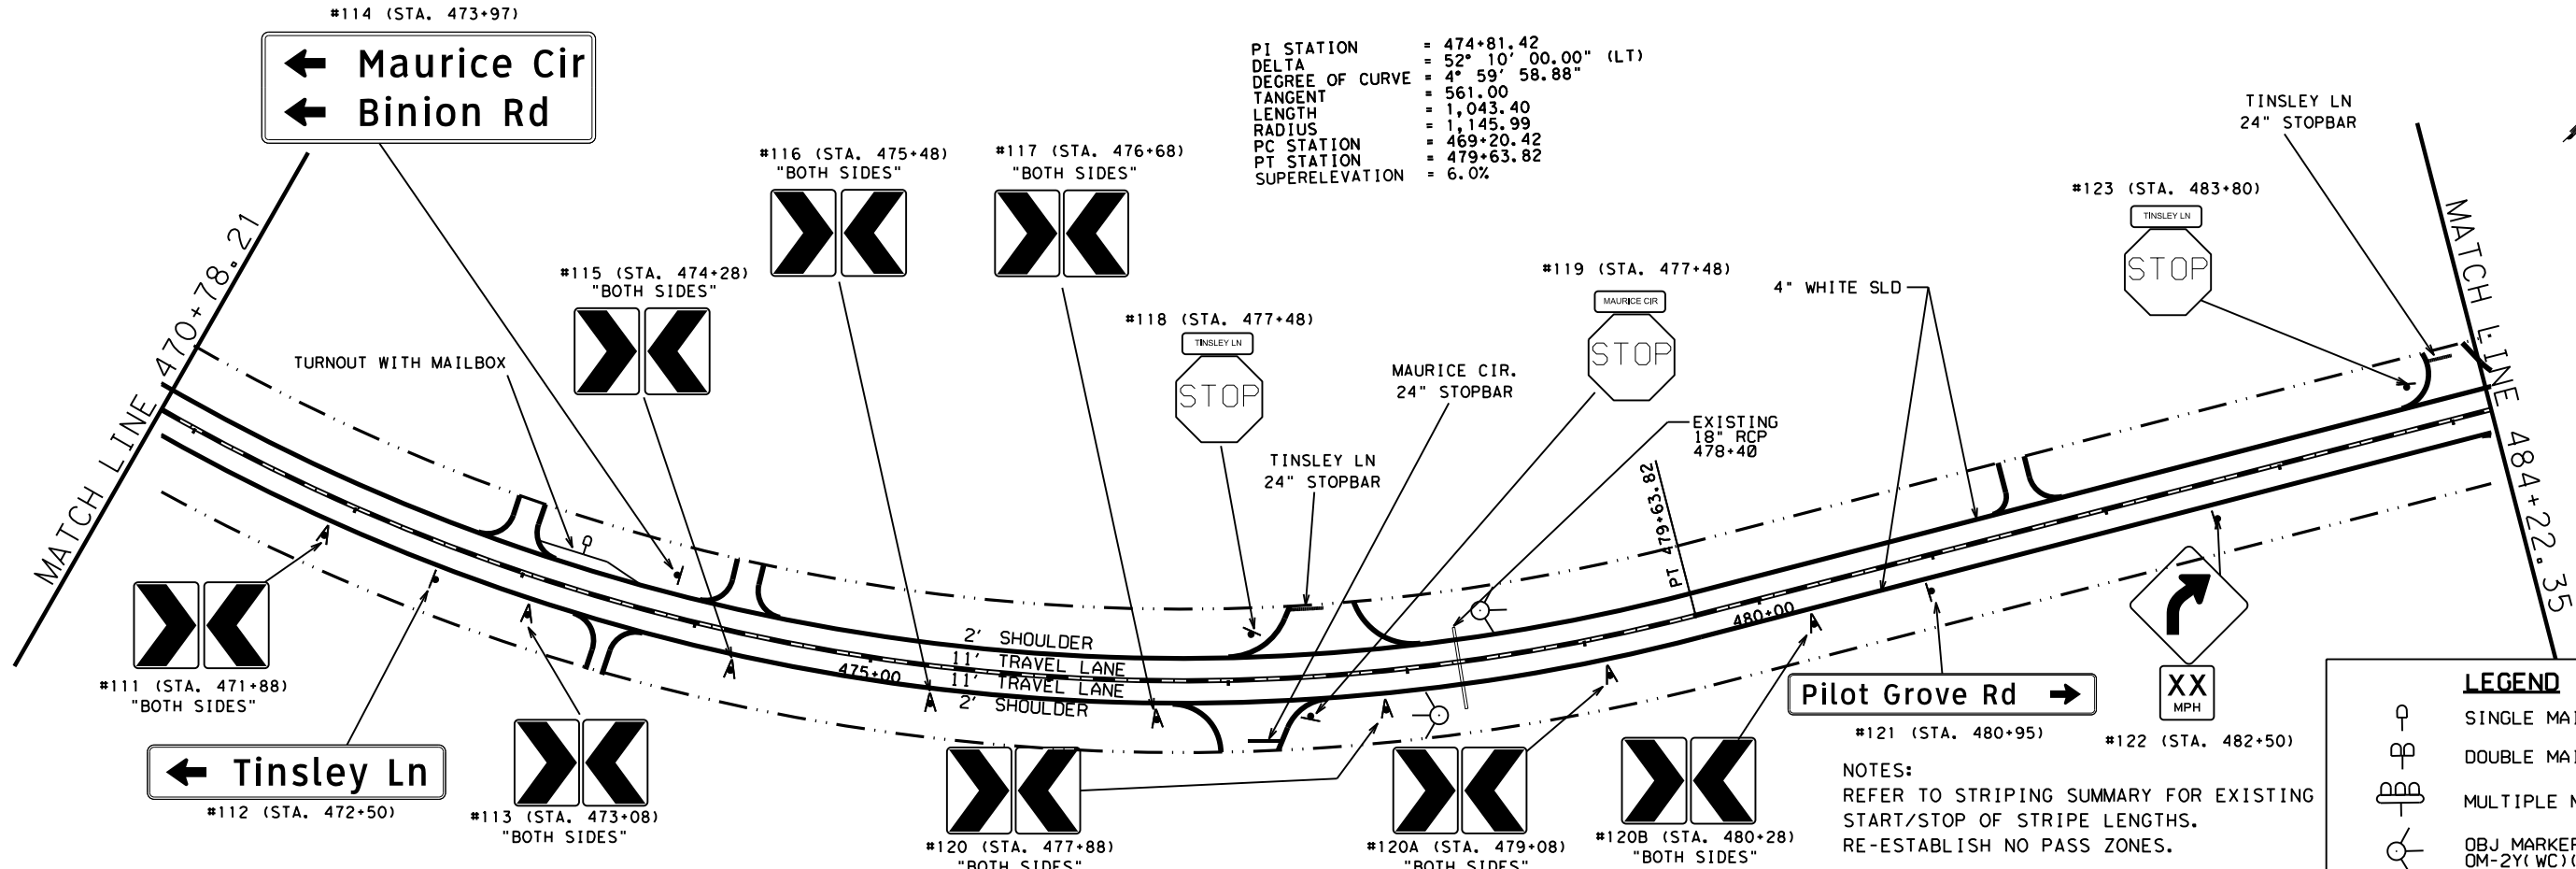 #114 (STA. 473+97)
← Maurice Cir
← Binion Rd
PI STATION = 474+81.42
DELTA = 52° 10' 00.00" (LT)
DEGREE OF CURVE = 4° 59' 58.88"
TANGENT = 561.00
LENGTH = 1,043.40
RADIUS = 1,145.99
PC STATION = 469+20.42
PT STATION = 479+63.82
SUPERELEVATION = 6.0%
TINSLEY LN
24" STOPBAR
#116 (STA. 475+48)
"BOTH SIDES"
#117 (STA. 476+68)
"BOTH SIDES"
#123 (STA. 483+80)
TINSLEY LN
STOP
MATCH LINE 470+78.21
MATCH LINE 484+22.35
#115 (STA. 474+28)
"BOTH SIDES"
#119 (STA. 477+48)
MAURICE CIR
STOP
4" WHITE SLD
#118 (STA. 477+48)
TINSLEY LN
STOP
TURNOUT WITH MAILBOX
MAURICE CIR.
24" STOPBAR
EXISTING
18" RCP
478+40
TINSLEY LN
24" STOPBAR
PT 479+63.82
480+00
2' SHOULDER
11' TRAVEL LANE
475+00
11' TRAVEL LANE
2' SHOULDER
#111 (STA. 471+88)
"BOTH SIDES"
← Tinsley Ln
#112 (STA. 472+50)
#113 (STA. 473+08)
"BOTH SIDES"
#120 (STA. 477+88)
"BOTH SIDES"
#120A (STA. 479+08)
"BOTH SIDES"
#120B (STA. 480+28)
"BOTH SIDES"
Pilot Grove Rd →
#121 (STA. 480+95)
XX
MPH
#122 (STA. 482+50)
NOTES:
REFER TO STRIPING SUMMARY FOR EXISTING
START/STOP OF STRIPE LENGTHS.
RE-ESTABLISH NO PASS ZONES.
LEGEND
SINGLE MAI
DOUBLE MAI
MULTIPLE M
OBJ MARKER
OM-2Y(WC)(